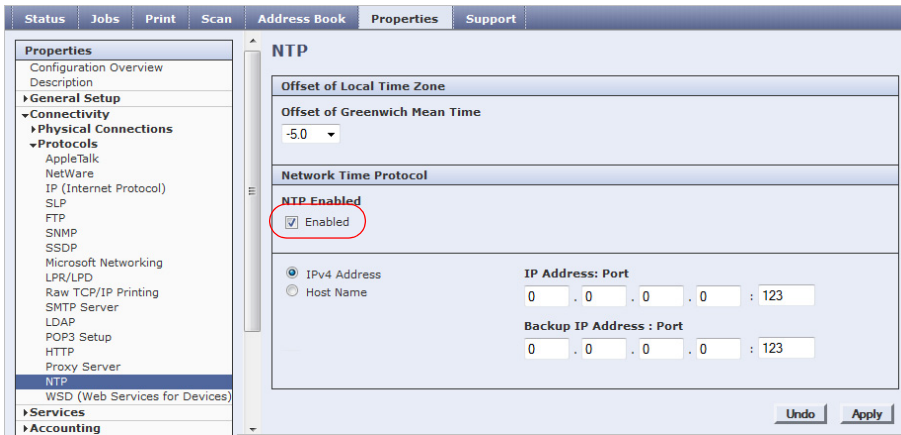 Status Jobs Print Scan Address Book Properties Support
Properties
Configuration Overview
Description
General Setup
Connectivity
Physical Connections
Protocols
AppleTalk
NetWare
IP (Internet Protocol)
SLP
FTP
SNMP
SSDP
Microsoft Networking
LPR/LPD
Raw TCP/IP Printing
SMTP Server
LDAP
POP3 Setup
HTTP
Proxy Server
NTP
WSD (Web Services for Devices)
Services
Accounting
NTP
Offset of Local Time Zone
Offset of Greenwich Mean Time
-5.0
Network Time Protocol
NTP Enabled
Enabled
IPv4 Address
Host Name
IP Address: Port
0 . 0 . 0 . 0 : 123
Backup IP Address : Port
0 . 0 . 0 . 0 : 123
Undo Apply